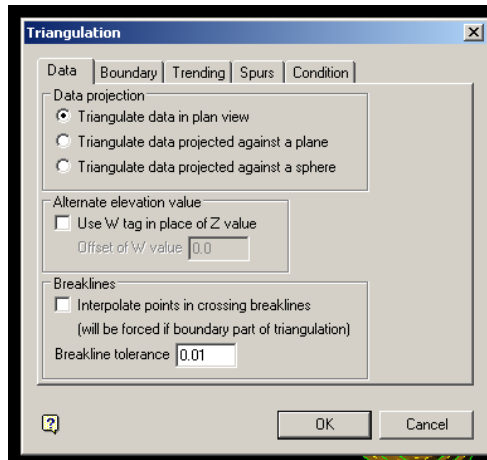 Triangulation
Data Boundary Trending Spurs Condition
Data projection
Triangulate data in plan view
Triangulate data projected against a plane
Triangulate data projected against a sphere
Alternate elevation value
Use W tag in place of Z value
Offset of W value 0.0
Breaklines
Interpolate points in crossing breaklines
(will be forced if boundary part of triangulation)
Breakline tolerance 0.01
? OK Cancel